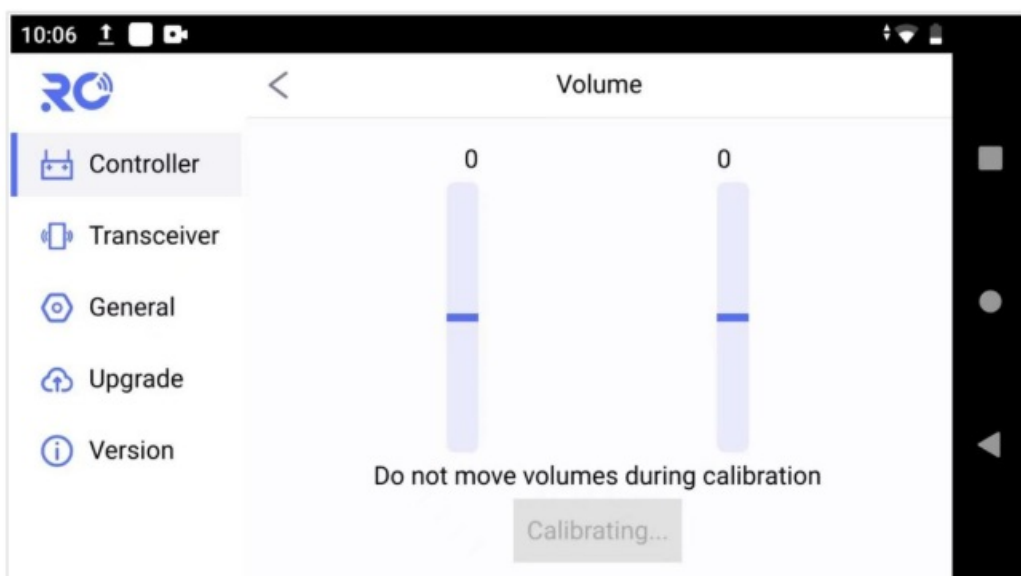 10:06
RC
Volume
Controller
Transceiver
General
Upgrade
Version
0 0
Do not move volumes during calibration
Calibrating...